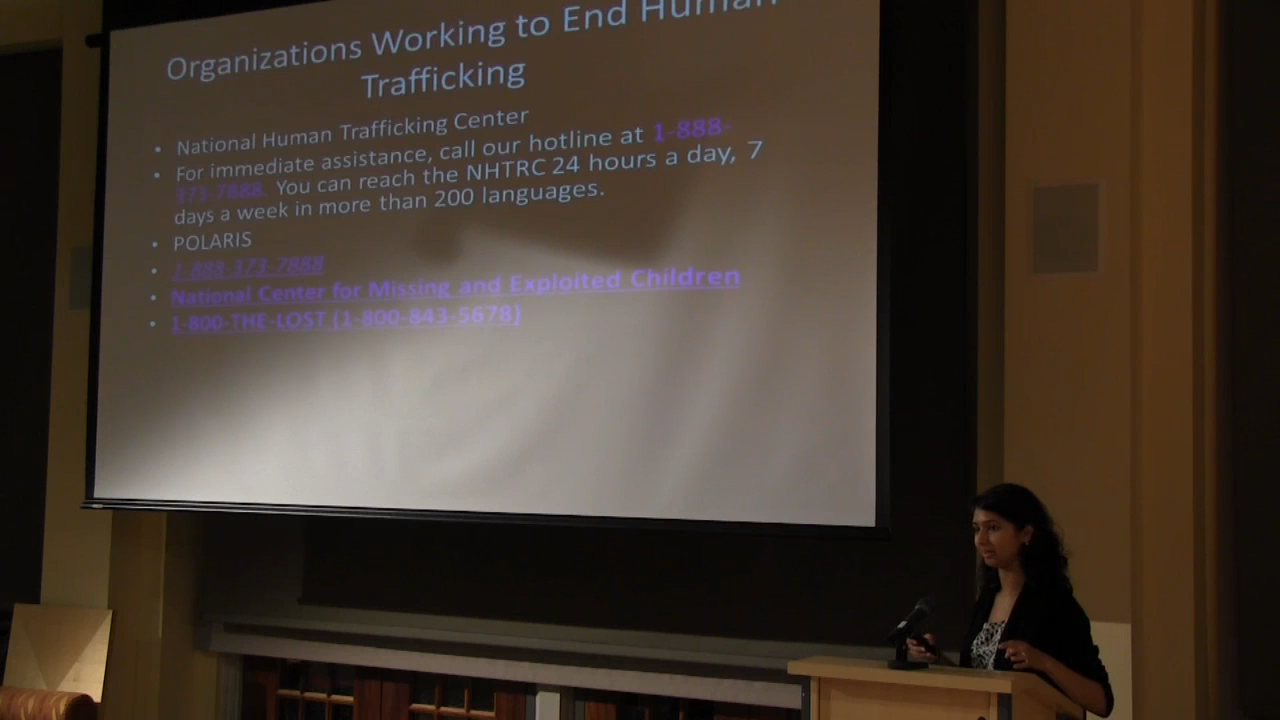 Organizations Working to End Human
Trafficking
• National Human Trafficking Center
• For immediate assistance, call our hotline at 1-888-
373-7888. You can reach the NHTRC 24 hours a day, 7
days a week in more than 200 languages.
• POLARIS
• 1-888-373-7888
• National Center for Missing and Exploited Children
• 1-800-THE-LOST (1-800-843-5678)